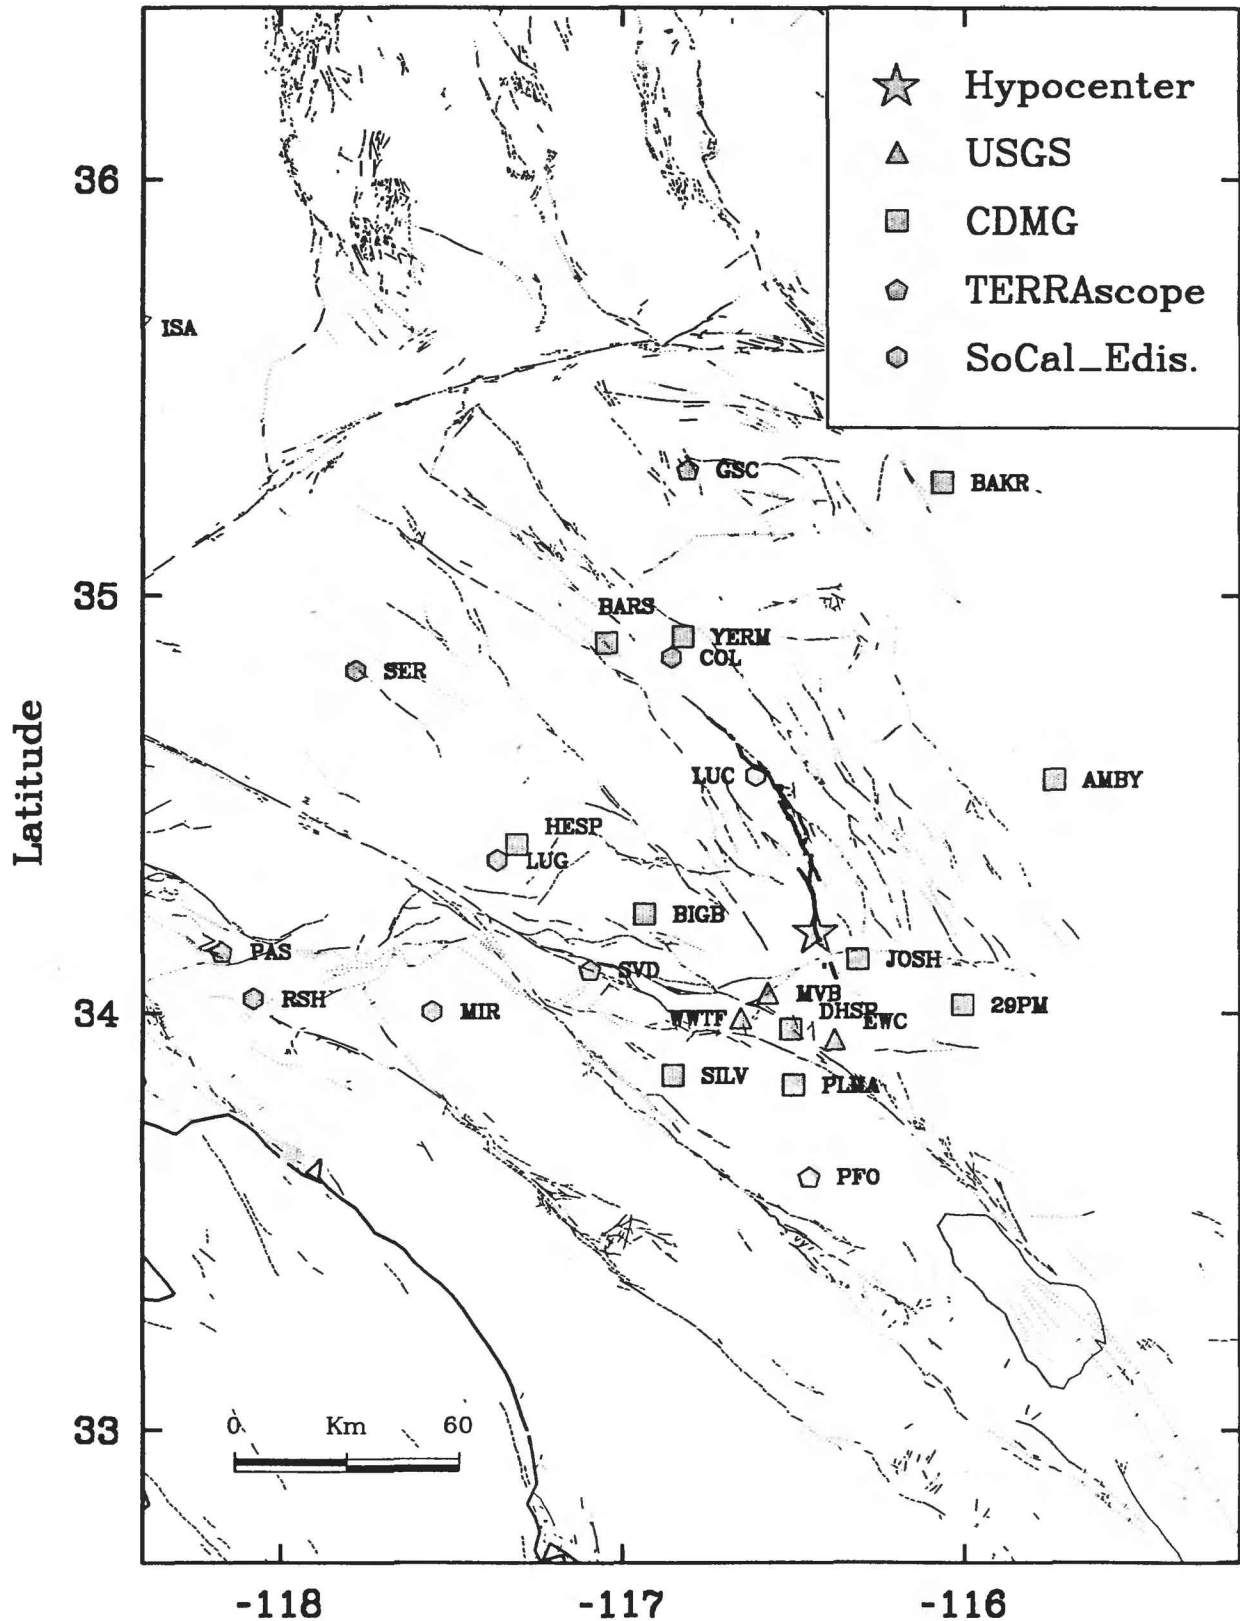 Hypocenter
USGS
CDMG
TERRAscope
SoCal_Edis.
36
ISA
GSC
BAKR
35
BARS
YERM
COL
SER
Latitude
LUC
AMBY
HESP
LUG
BIGB
PAS
SVD
JOSH
34
RSH
MIR
MVB
WWTF
DHSP
EWC
29PM
SILV
PLMA
PFO
33
0 Km 60
-118 -117 -116